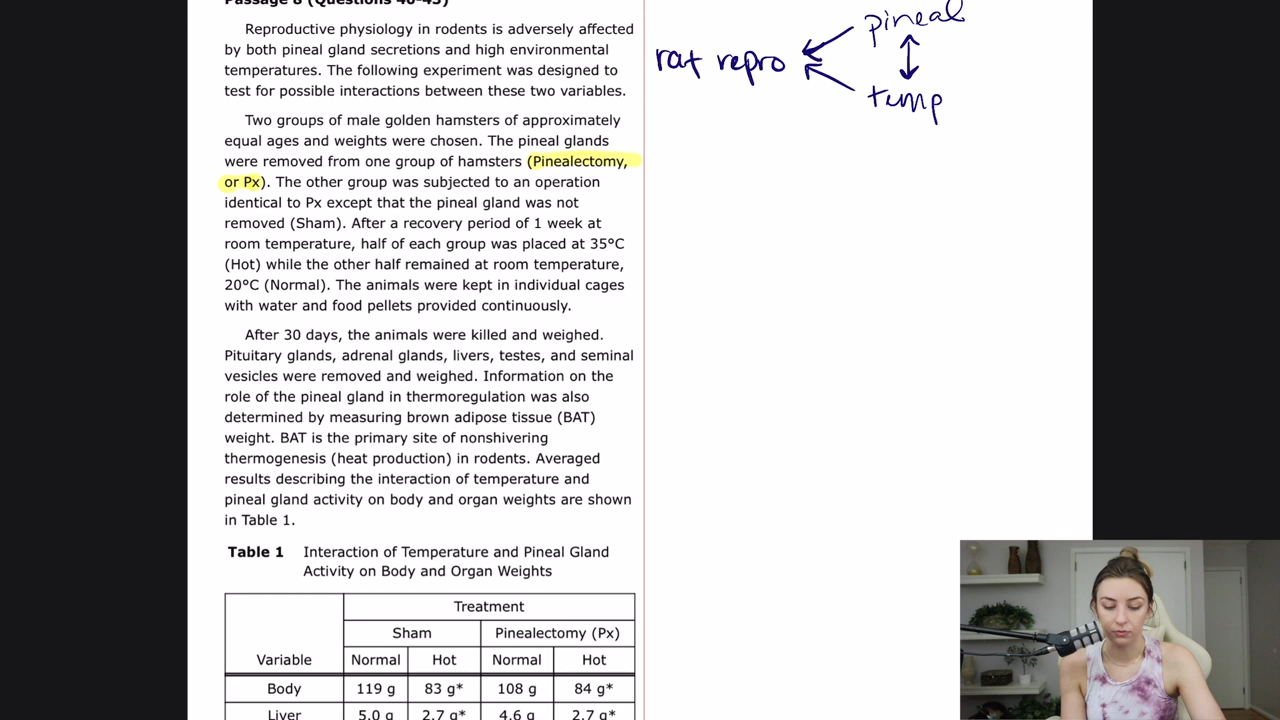 Passage 8 (Questions 40-43)
Reproductive physiology in rodents is adversely affected
by both pineal gland secretions and high environmental
temperatures. The following experiment was designed to
test for possible interactions between these two variables.
Two groups of male golden hamsters of approximately
equal ages and weights were chosen. The pineal glands
were removed from one group of hamsters (Pinealectomy,
or Px). The other group was subjected to an operation
identical to Px except that the pineal gland was not
removed (Sham). After a recovery period of 1 week at
room temperature, half of each group was placed at 35°C
(Hot) while the other half remained at room temperature,
20°C (Normal). The animals were kept in individual cages
with water and food pellets provided continuously.
After 30 days, the animals were killed and weighed.
Pituitary glands, adrenal glands, livers, testes, and seminal
vesicles were removed and weighed. Information on the
role of the pineal gland in thermoregulation was also
determined by measuring brown adipose tissue (BAT)
weight. BAT is the primary site of nonshivering
thermogenesis (heat production) in rodents. Averaged
results describing the interaction of temperature and
pineal gland activity on body and organ weights are shown
in Table 1.
Table 1 Interaction of Temperature and Pineal Gland
Activity on Body and Organ Weights
Treatment
Sham Pinealectomy (Px)
Variable Normal Hot Normal Hot
Body 119 g 83 g* 108 g 84 g*
Liver 5.0 g 2.7 g* 4.6 g 2.7 g*
pineal
rat repro
temp